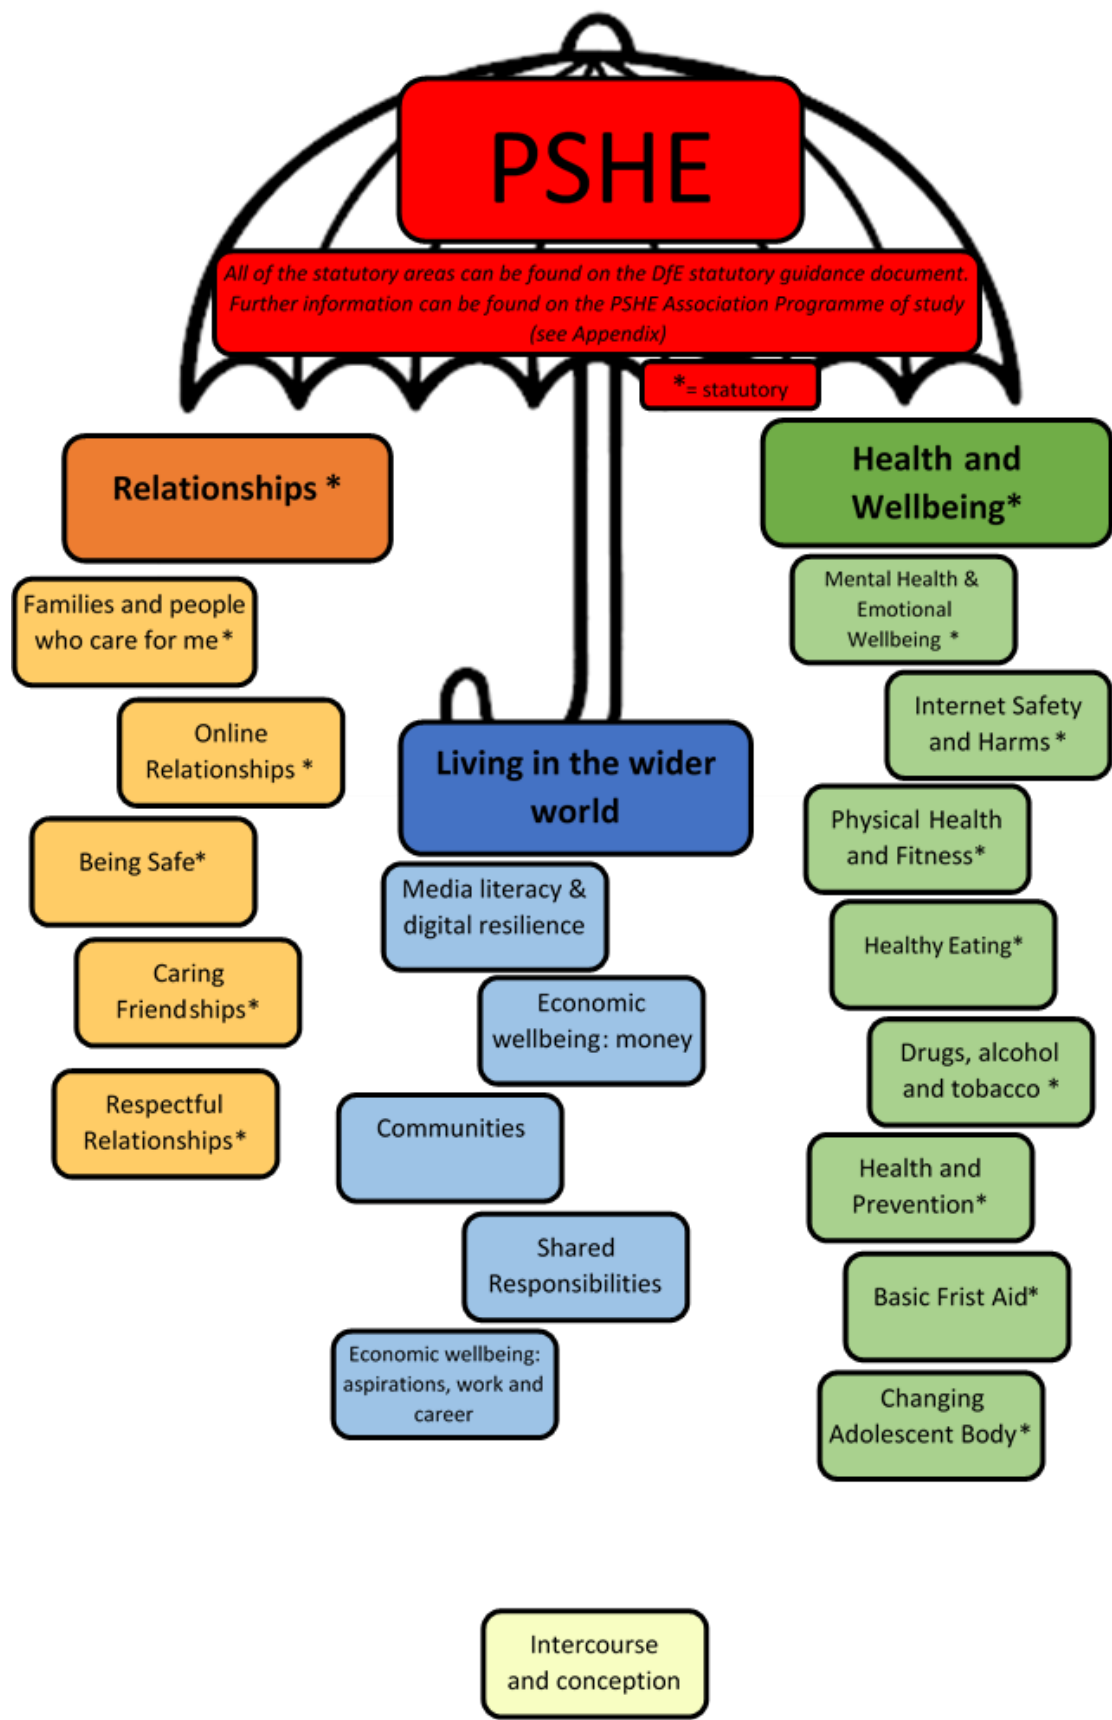 PSHE
All of the statutory areas can be found on the DfE statutory guidance document.
Further information can be found on the PSHE Association Programme of study
(see Appendix)
*= statutory
Relationships *
Families and people
who care for me*
Online
Relationships *
Being Safe*
Caring
Friendships*
Respectful
Relationships*
Living in the wider
world
Media literacy &
digital resilience
Economic
wellbeing: money
Communities
Shared
Responsibilities
Economic wellbeing:
aspirations, work and
career
Health and
Wellbeing*
Mental Health &
Emotional
Wellbeing *
Internet Safety
and Harms *
Physical Health
and Fitness*
Healthy Eating*
Drugs, alcohol
and tobacco *
Health and
Prevention*
Basic Frist Aid*
Changing
Adolescent Body*
Intercourse
and conception